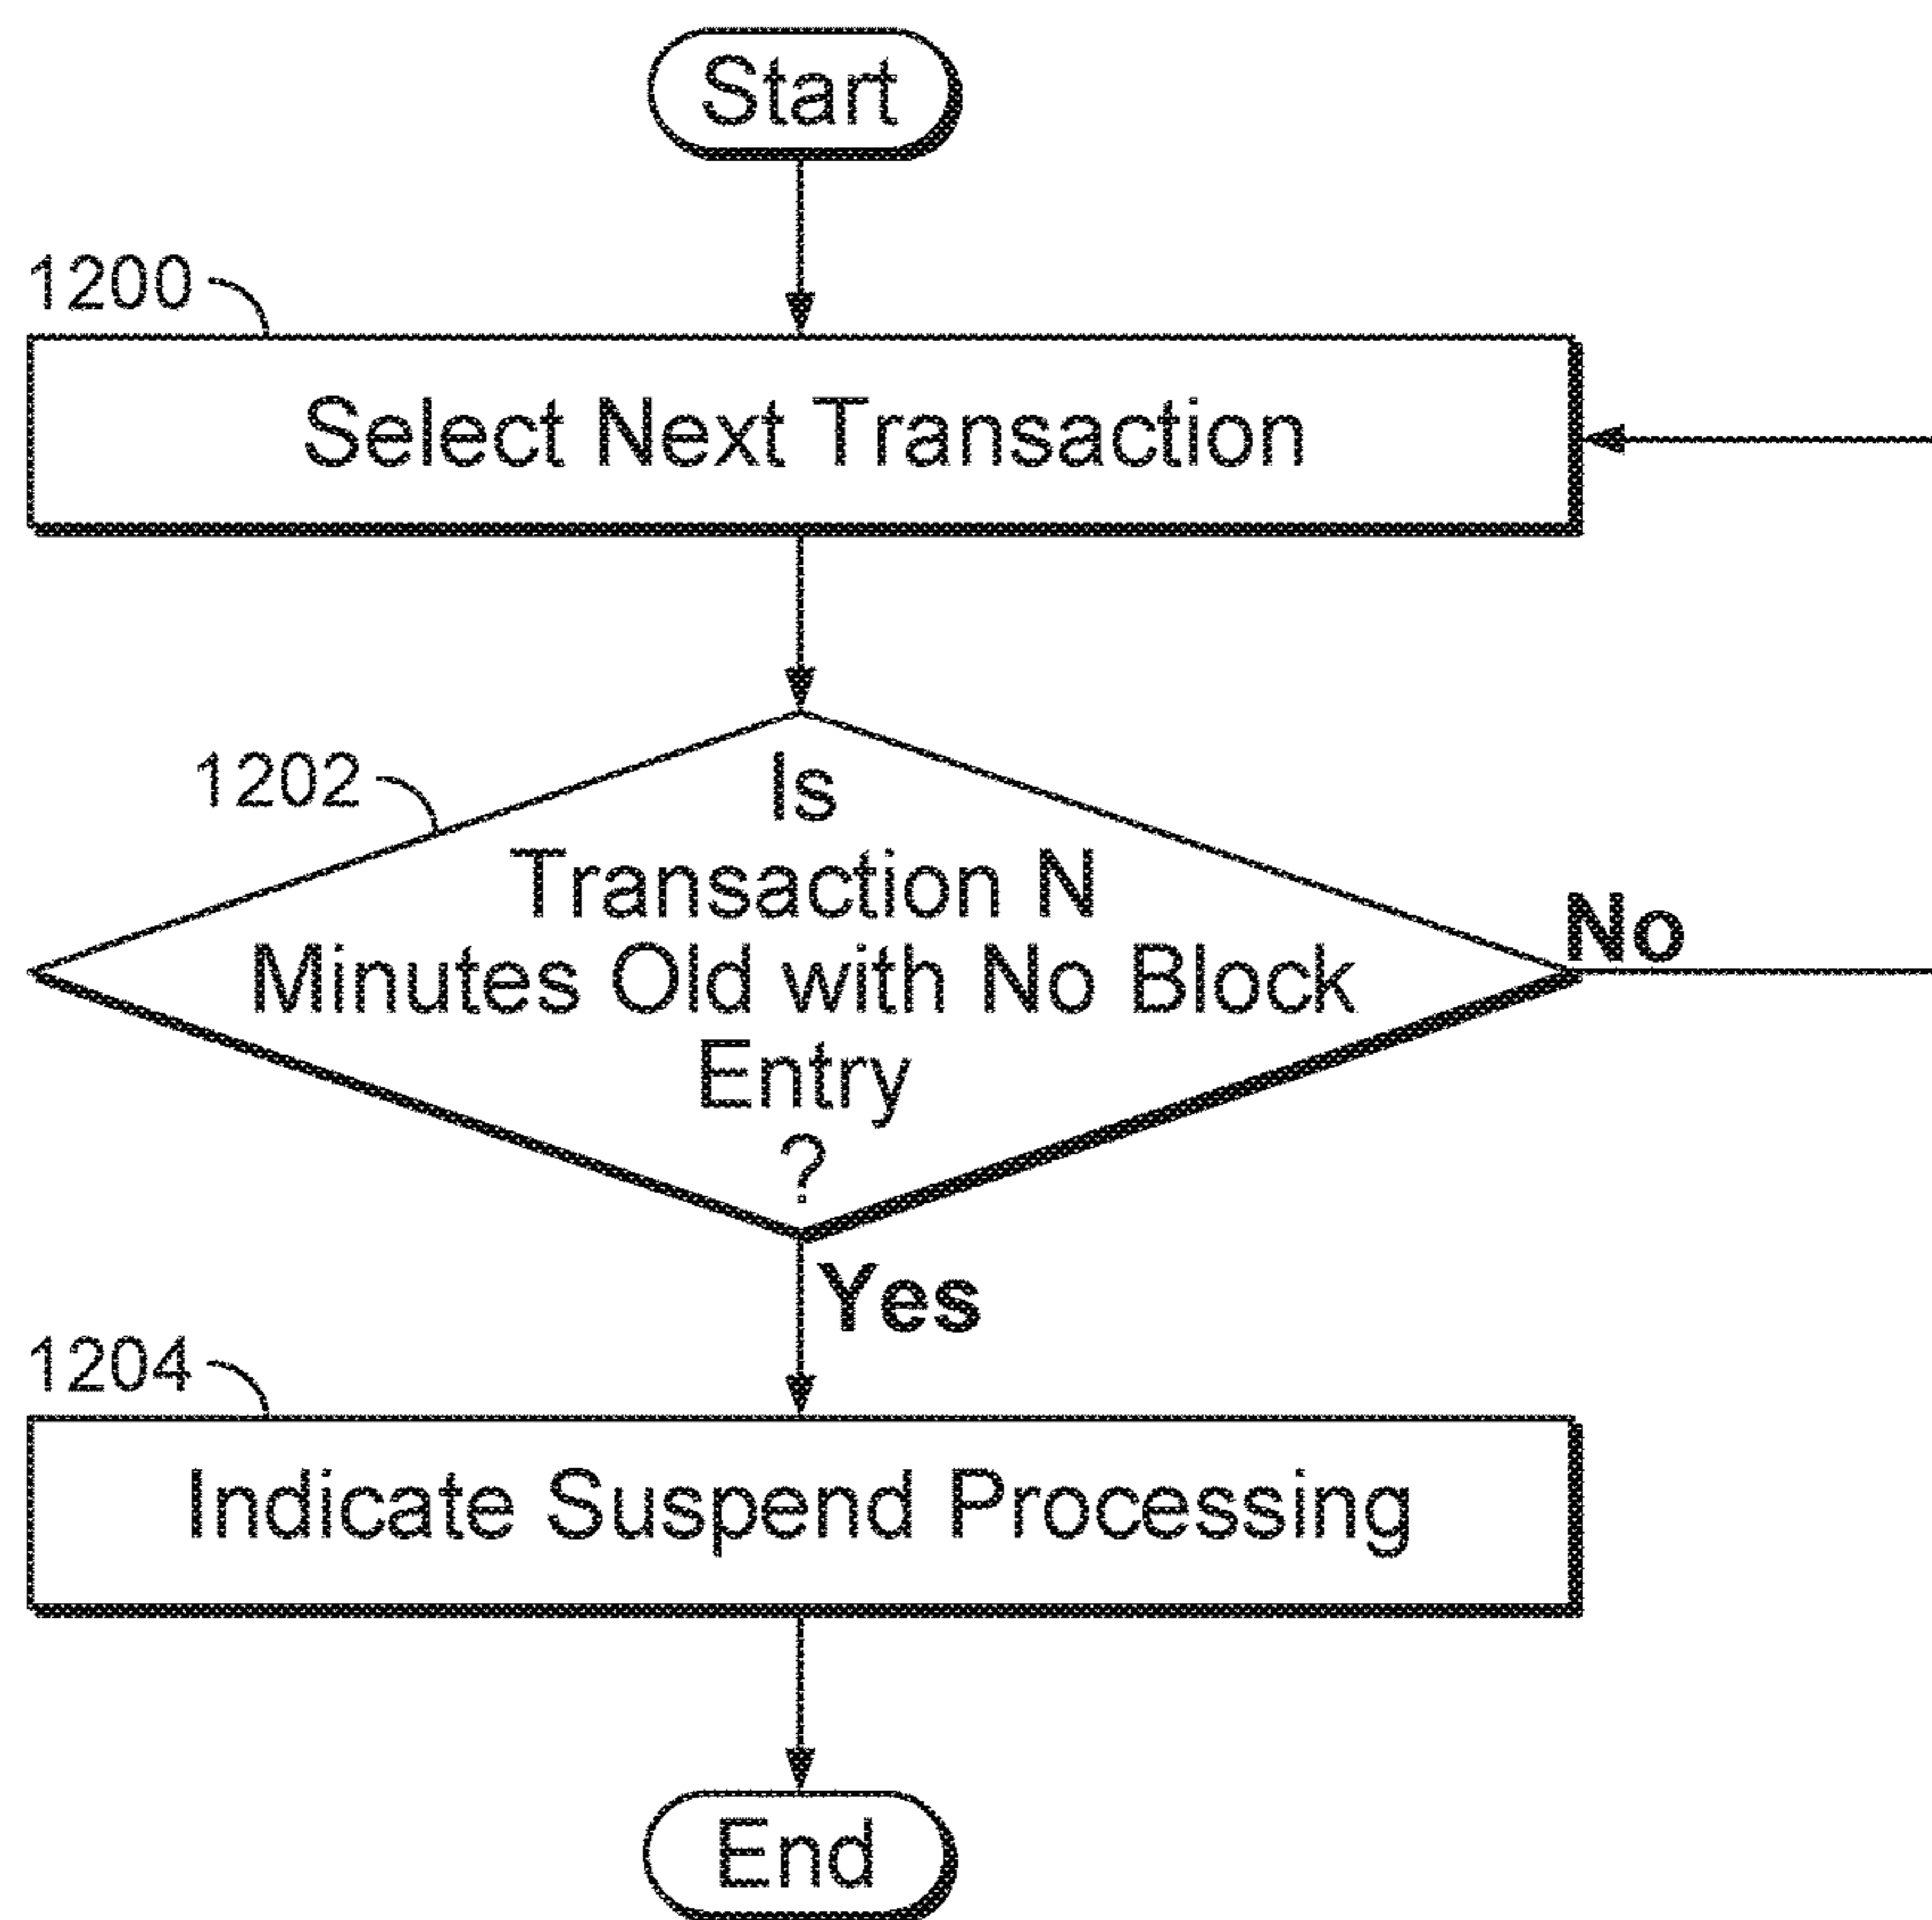 Start
1200
Select Next Transaction
1202
Is
Transaction N
Minutes Old with No Block
Entry
?
No
Yes
1204
Indicate Suspend Processing
End